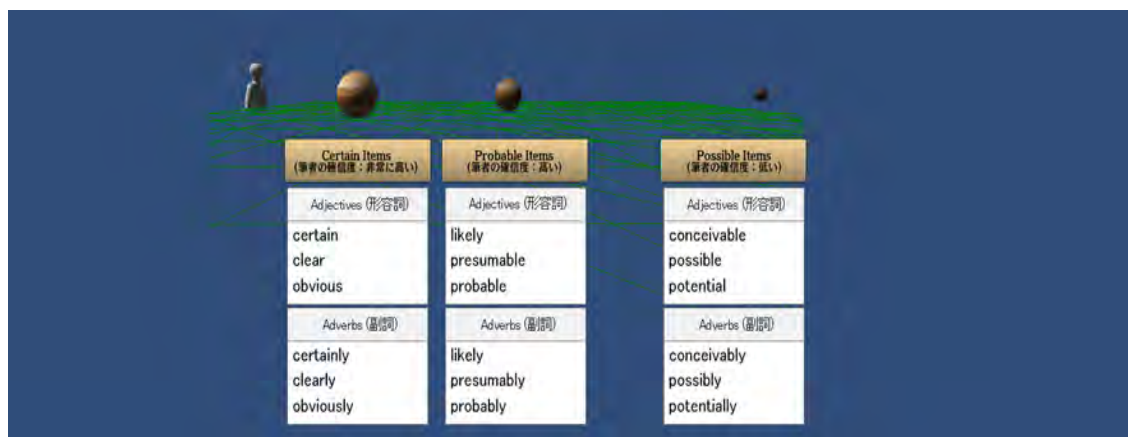 Certain Items
(筆者の確信度：非常に高い)
Adjectives (形容詞)
certain
clear
obvious
Adverbs (副詞)
certainly
clearly
obviously
Probable Items
(筆者の確信度：高い)
Adjectives (形容詞)
likely
presumable
probable
Adverbs (副詞)
likely
presumably
probably
Possible Items
(筆者の確信度：低い)
Adjectives (形容詞)
conceivable
possible
potential
Adverbs (副詞)
conceivably
possibly
potentially